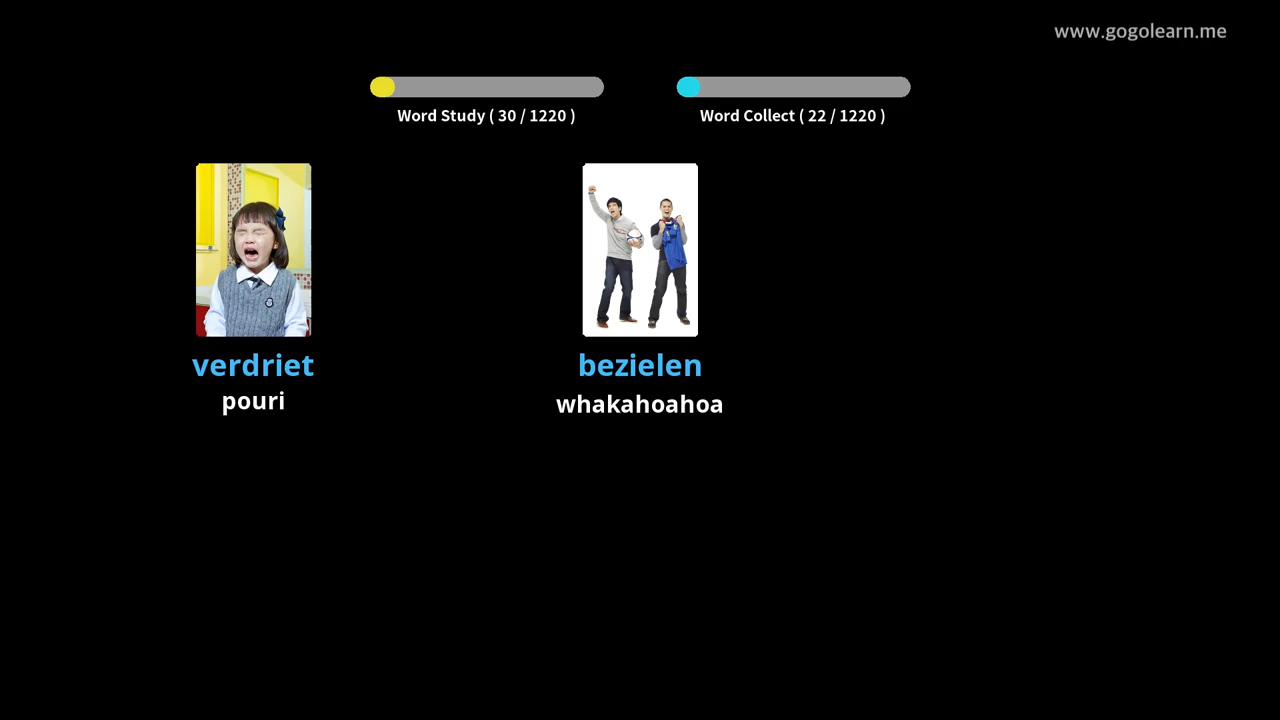 www.gogolearn.me
Word Study ( 30 / 1220 )
Word Collect ( 22 / 1220 )
verdriet
pouri
bezielen
whakahoahoa